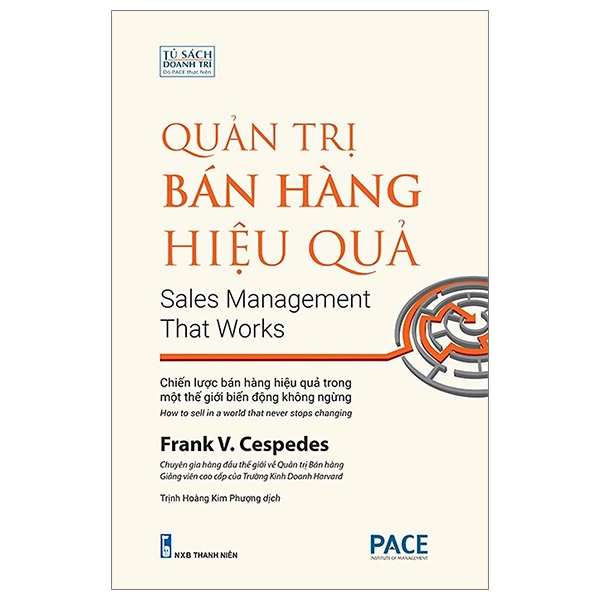 TỦ SÁCH
DOANH TRÍ
Do PACE thực hiện
QUẢN TRỊ
BÁN HÀNG
HIỆU QUẢ
Sales Management
That Works
Chiến lược bán hàng hiệu quả trong
một thế giới biến động không ngừng
How to sell in a world that never stops changing
Frank V. Cespedes
Chuyên gia hàng đầu thế giới về Quản trị Bán hàng
Giảng viên cao cấp của Trường Kinh Doanh Harvard
Trịnh Hoàng Kim Phượng dịch
NXB THANH NIÊN
PACE
INSTITUTE OF MANAGEMENT